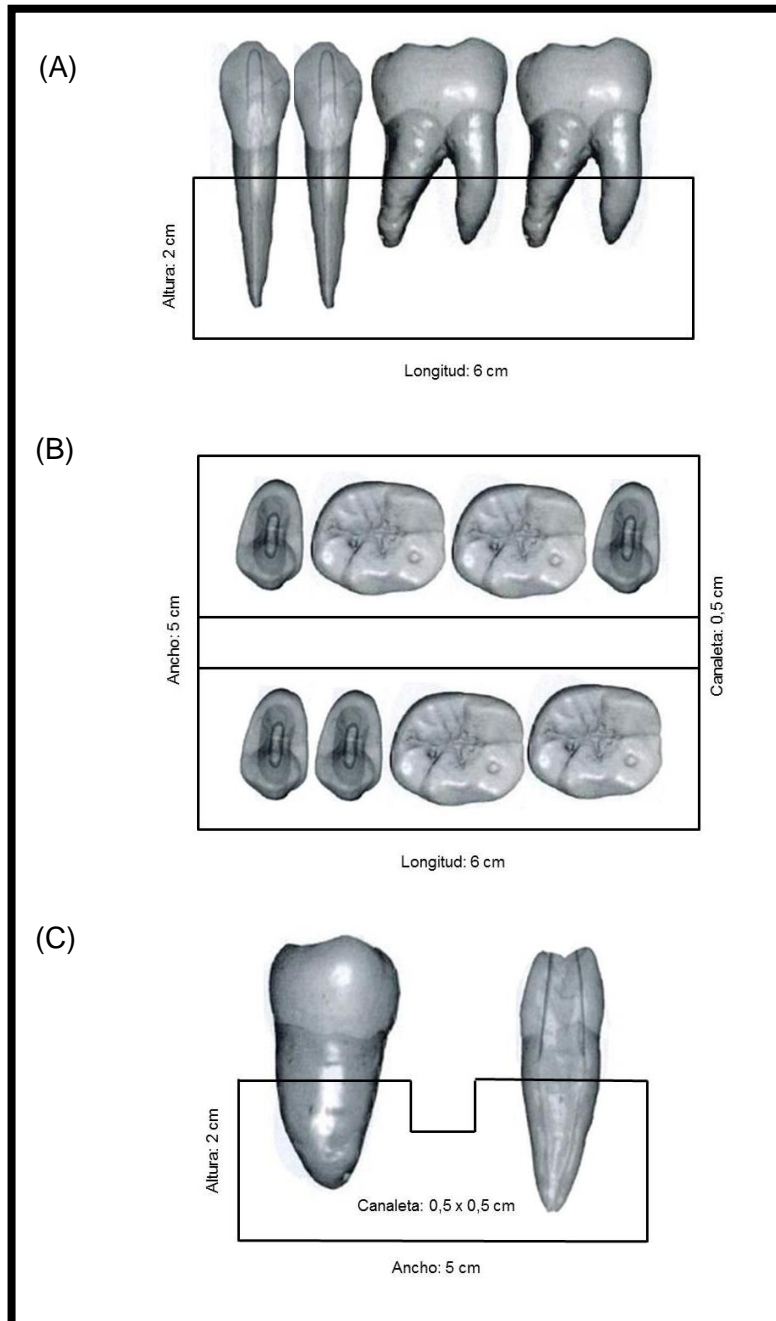 (A)
Altura: 2 cm
Longitud: 6 cm
(B)
Ancho: 5 cm
Canaleta: 0,5 cm
Longitud: 6 cm
(C)
Altura: 2 cm
Canaleta: 0,5 x 0,5 cm
Ancho: 5 cm